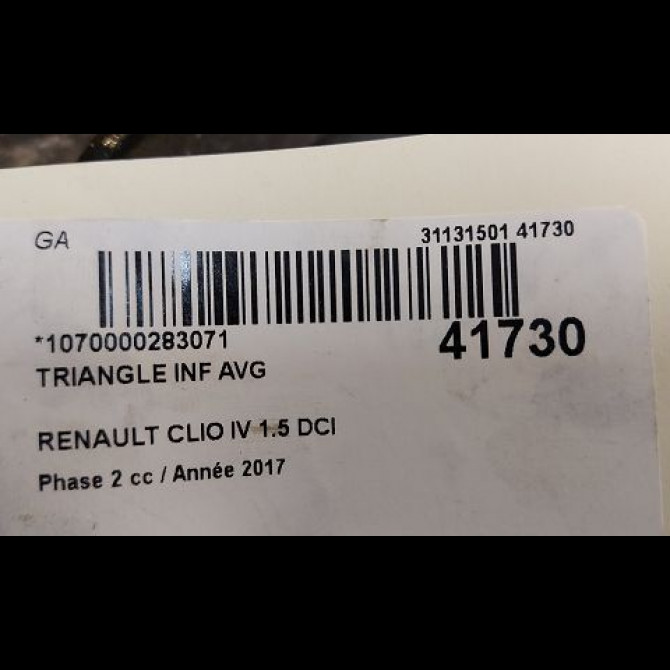 GA 31131501 41730
*1070000283071 41730
TRIANGLE INF AVG
RENAULT CLIO IV 1.5 DCI
Phase 2 cc / Année 2017